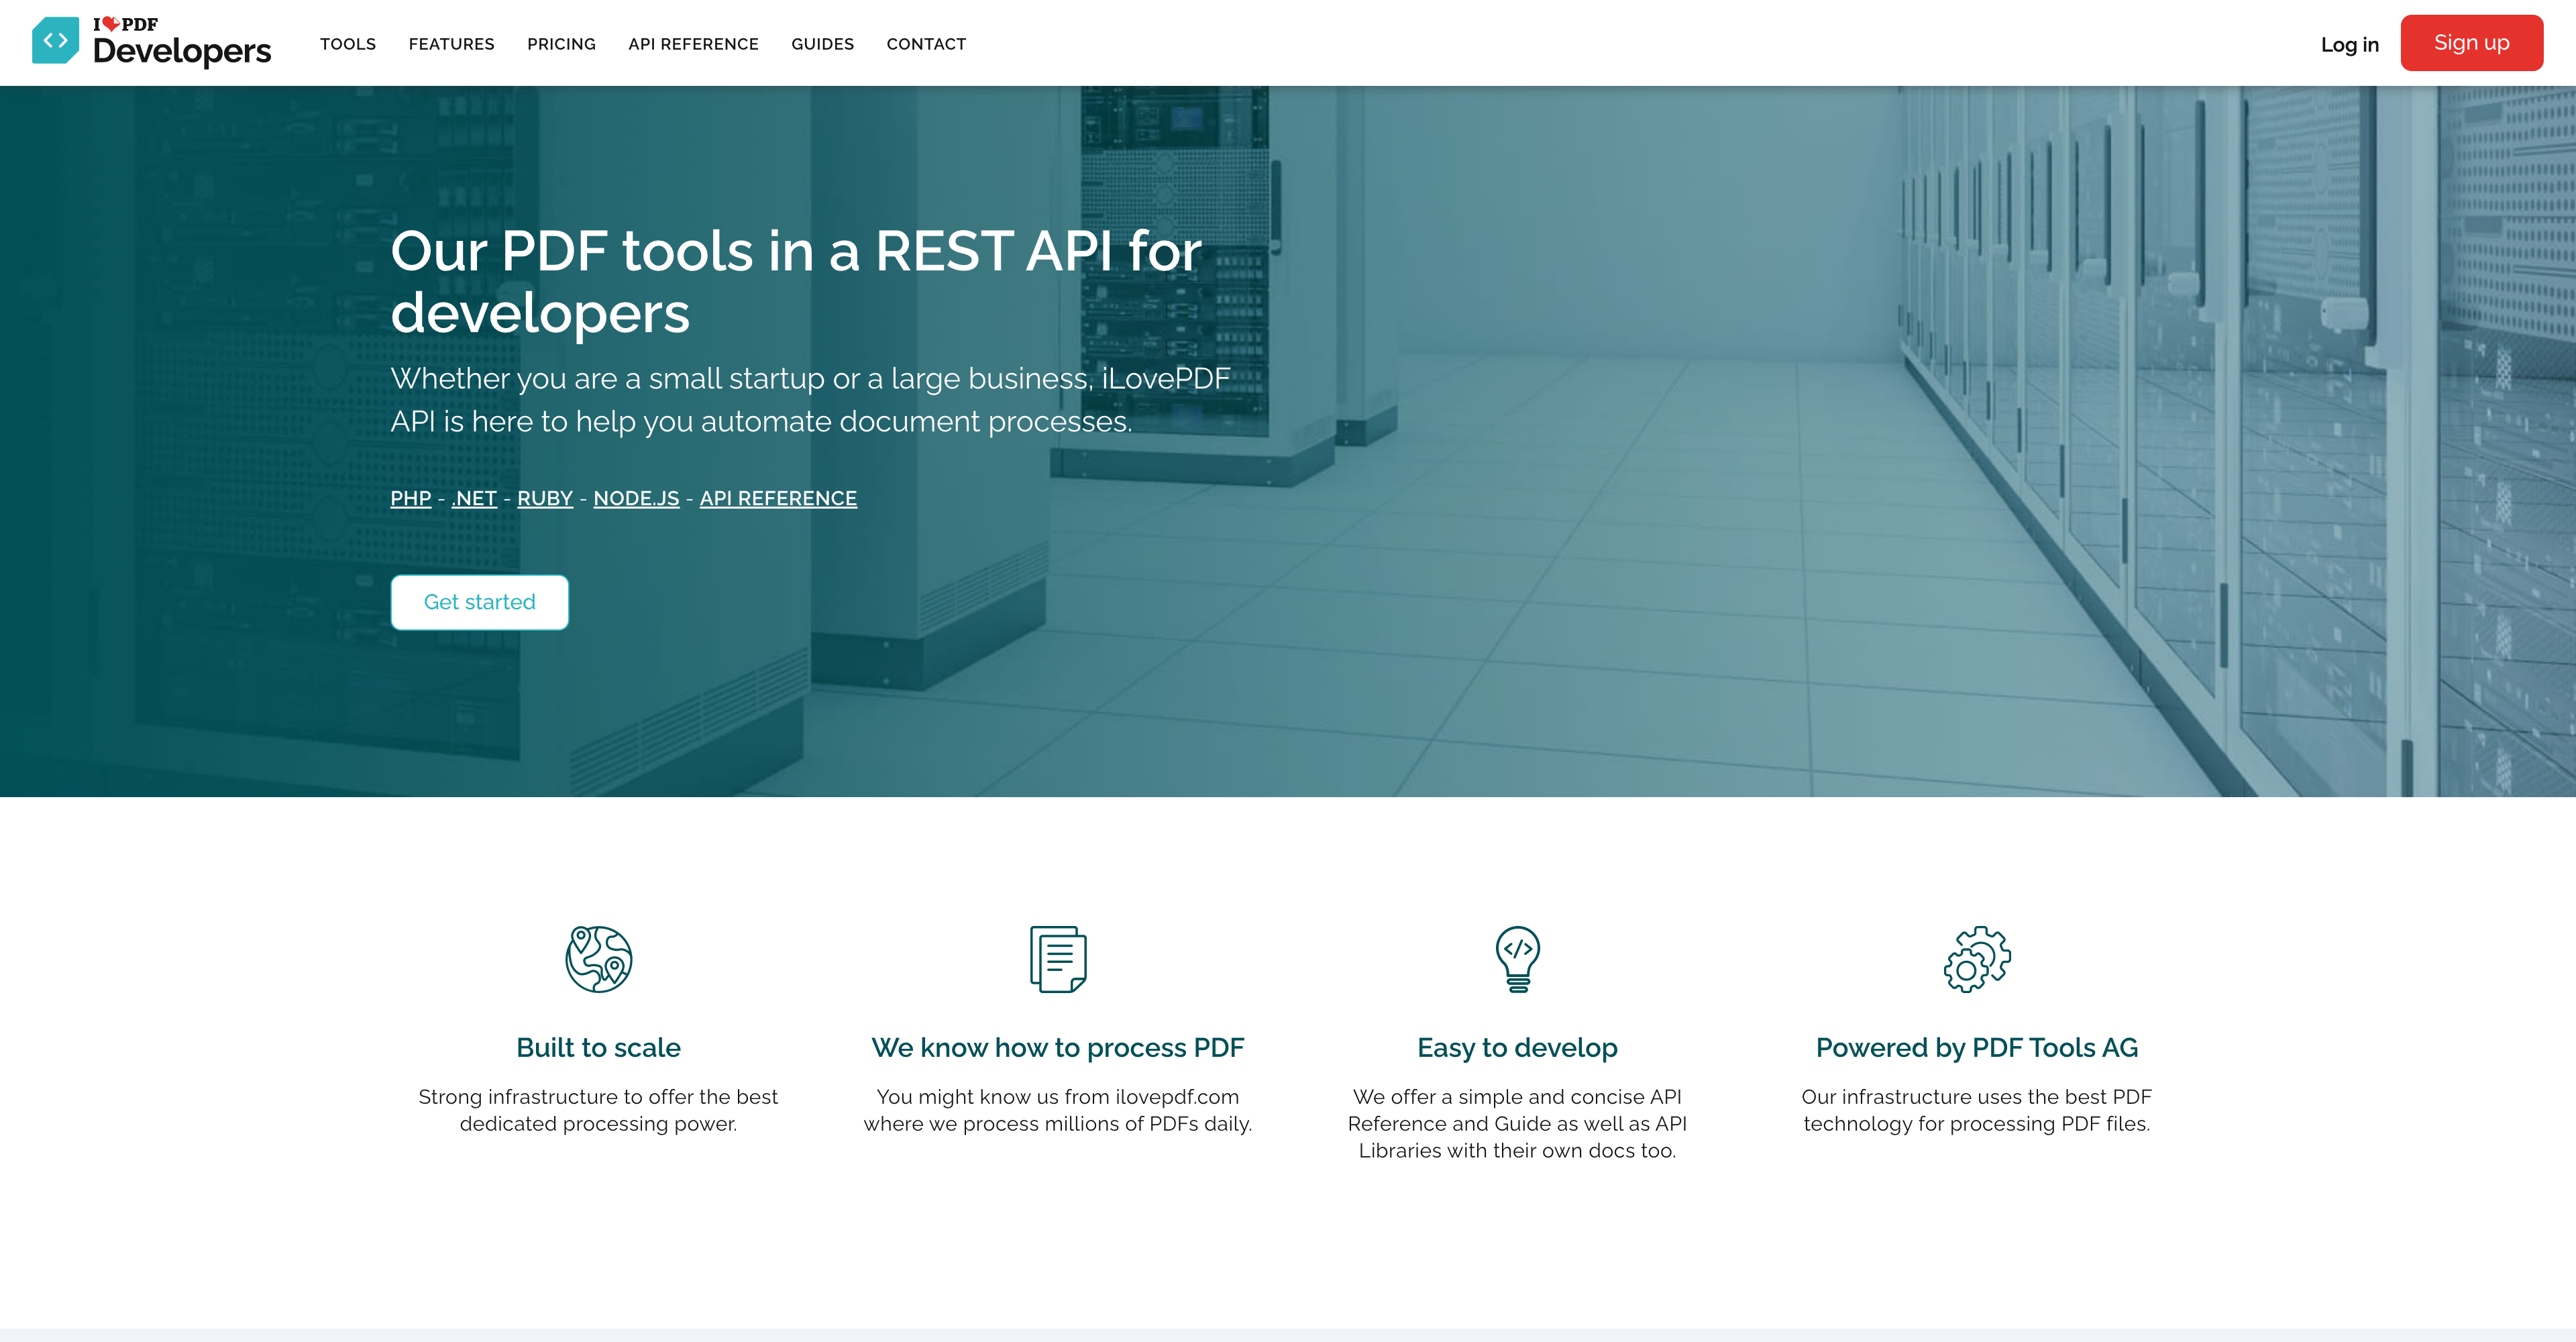 I PDF
Developers
TOOLS
FEATURES
PRICING
API REFERENCE
GUIDES
CONTACT
Log in
Sign up
Our PDF tools in a REST API for
developers
Whether you are a small startup or a large business, iLovePDF
API is here to help you automate document processes.
PHP - .NET - RUBY - NODE.JS - API REFERENCE
Get started
Built to scale
Strong infrastructure to offer the best
dedicated processing power.
We know how to process PDF
You might know us from ilovepdf.com
where we process millions of PDFs daily.
Easy to develop
We offer a simple and concise API
Reference and Guide as well as API
Libraries with their own docs too.
Powered by PDF Tools AG
Our infrastructure uses the best PDF
technology for processing PDF files.